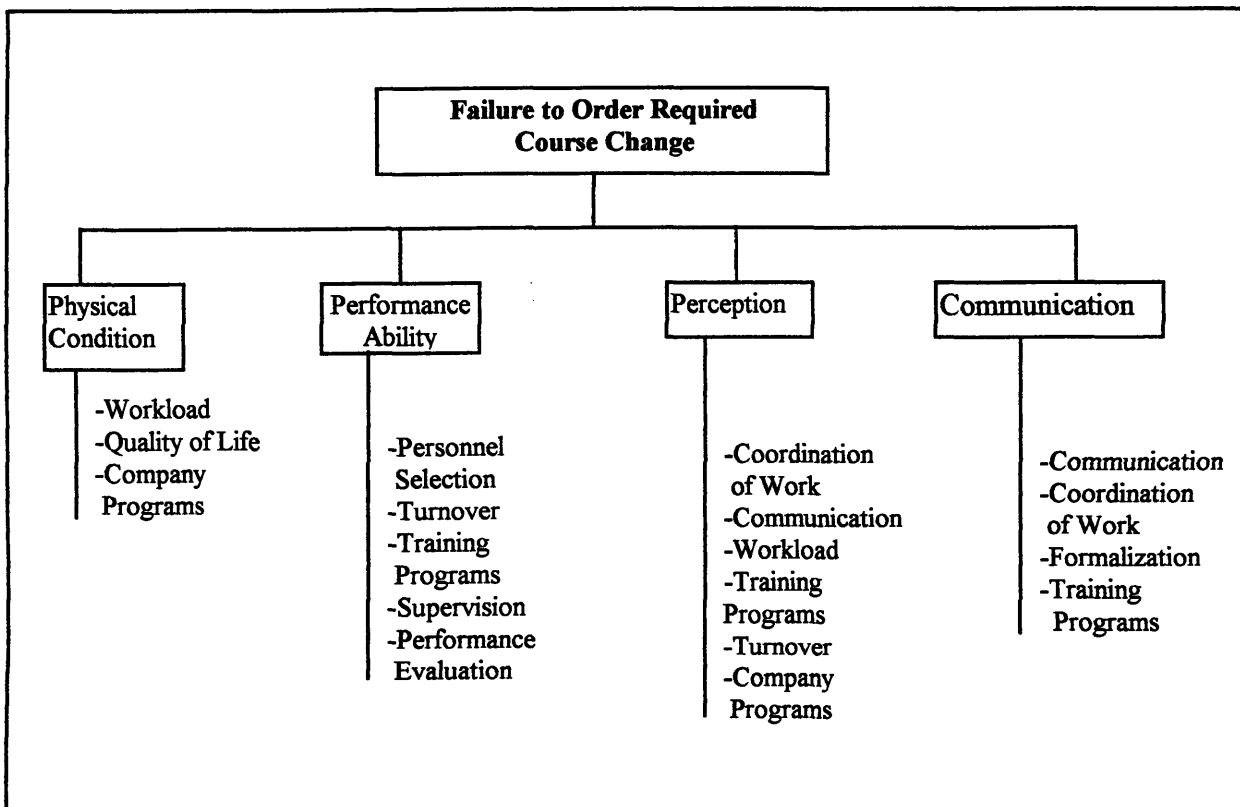 Failure to Order Required
Course Change
Physical
Condition
-Workload
-Quality of Life
-Company
Programs
Performance
Ability
-Personnel
Selection
-Turnover
-Training
Programs
-Supervision
-Performance
Evaluation
Perception
-Coordination
of Work
-Communication
-Workload
-Training
Programs
-Turnover
-Company
Programs
Communication
-Communication
-Coordination
of Work
-Formalization
-Training
Programs